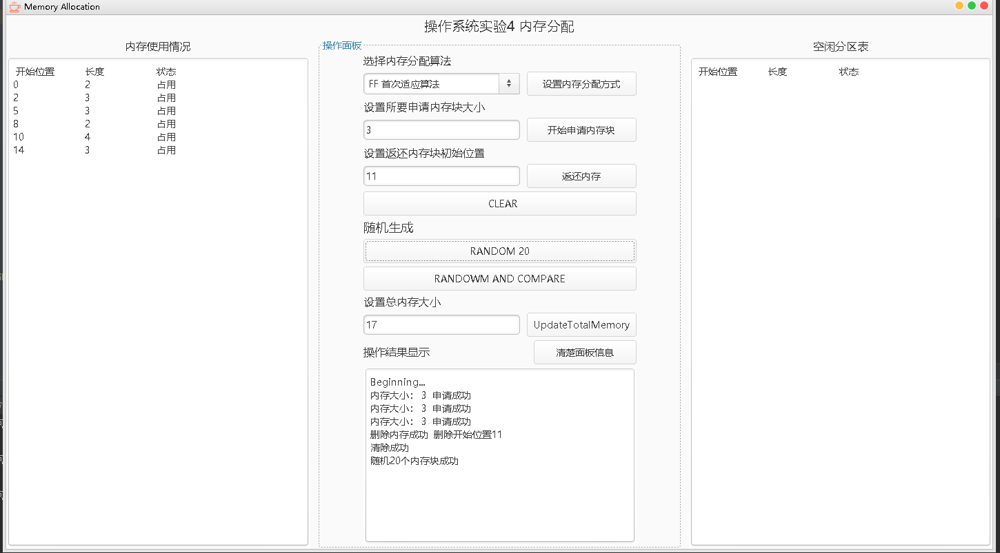 Memory Allocation
操作系统实验4 内存分配
内存使用情况
开始位置 长度 状态
0 2 占用
2 3 占用
5 3 占用
8 2 占用
10 4 占用
14 3 占用
操作面板
选择内存分配算法
FF 首次适应算法 设置内存分配方式
设置所要申请内存块大小
3 开始申请内存块
设置返还内存块初始位置
11 返还内存
CLEAR
随机生成
RANDOM 20
RANDOWM AND COMPARE
设置总内存大小
17 UpdateTotalMemory
操作结果显示 清楚面板信息
Beginning...
内存大小： 3 申请成功
内存大小： 3 申请成功
内存大小： 3 申请成功
删除内存成功 删除开始位置11
清除成功
随机20个内存块成功
空闲分区表
开始位置 长度 状态